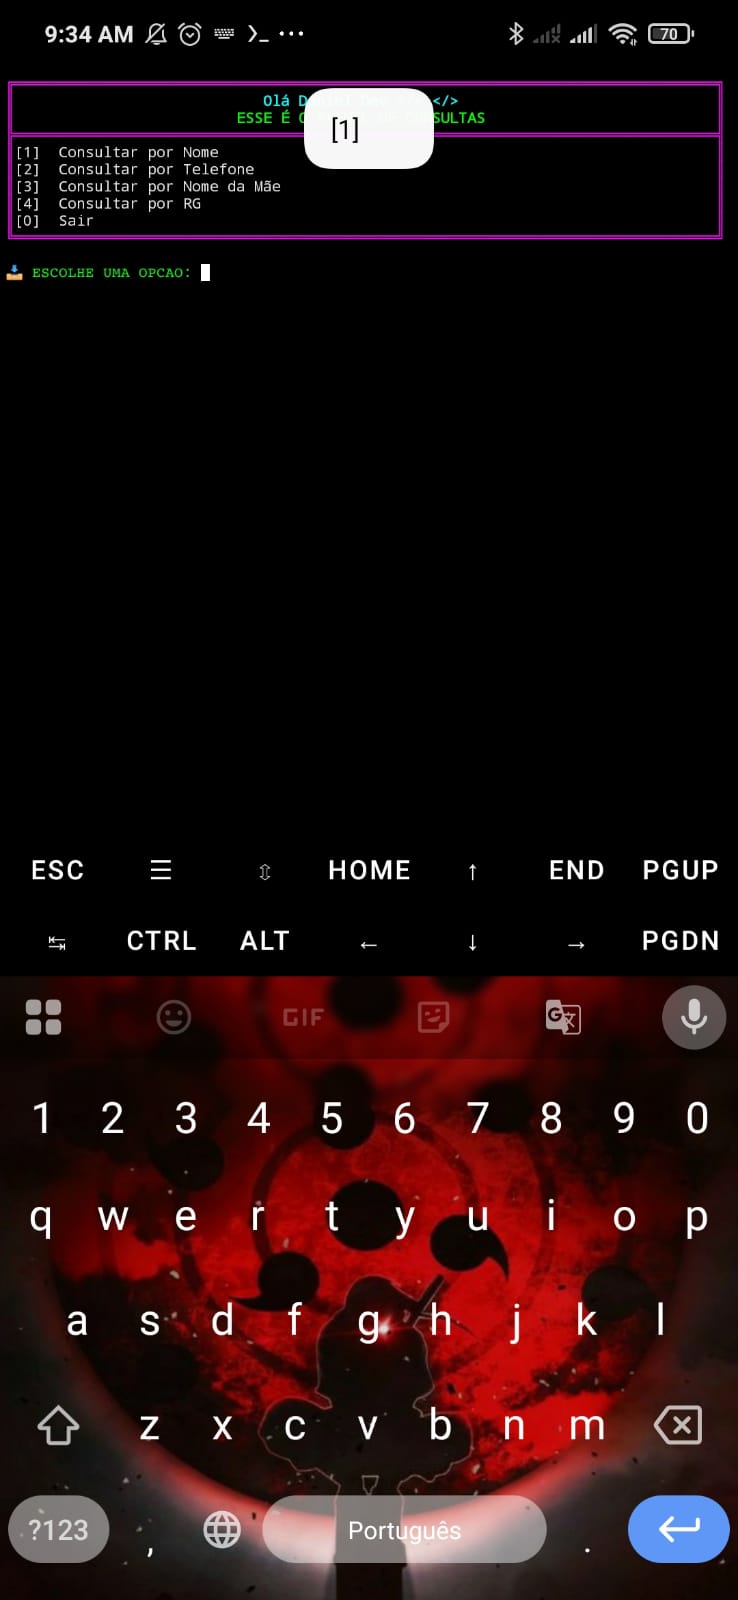 9:34 AM 70
Olá </>
ESSE É SULTAS
[1]
[1] Consultar por Nome
[2] Consultar por Telefone
[3] Consultar por Nome da Mãe
[4] Consultar por RG
[0] Sair
ESCOLHE UMA OPCAO:
ESC ☰ ⇳ HOME ↑ END PGUP
↹ CTRL ALT ← ↓ → PGDN
GIF G
1 2 3 4 5 6 7 8 9 0
q w e r t y u i o p
a s d f g h j k l
z x c v b n m
?123 , Português .